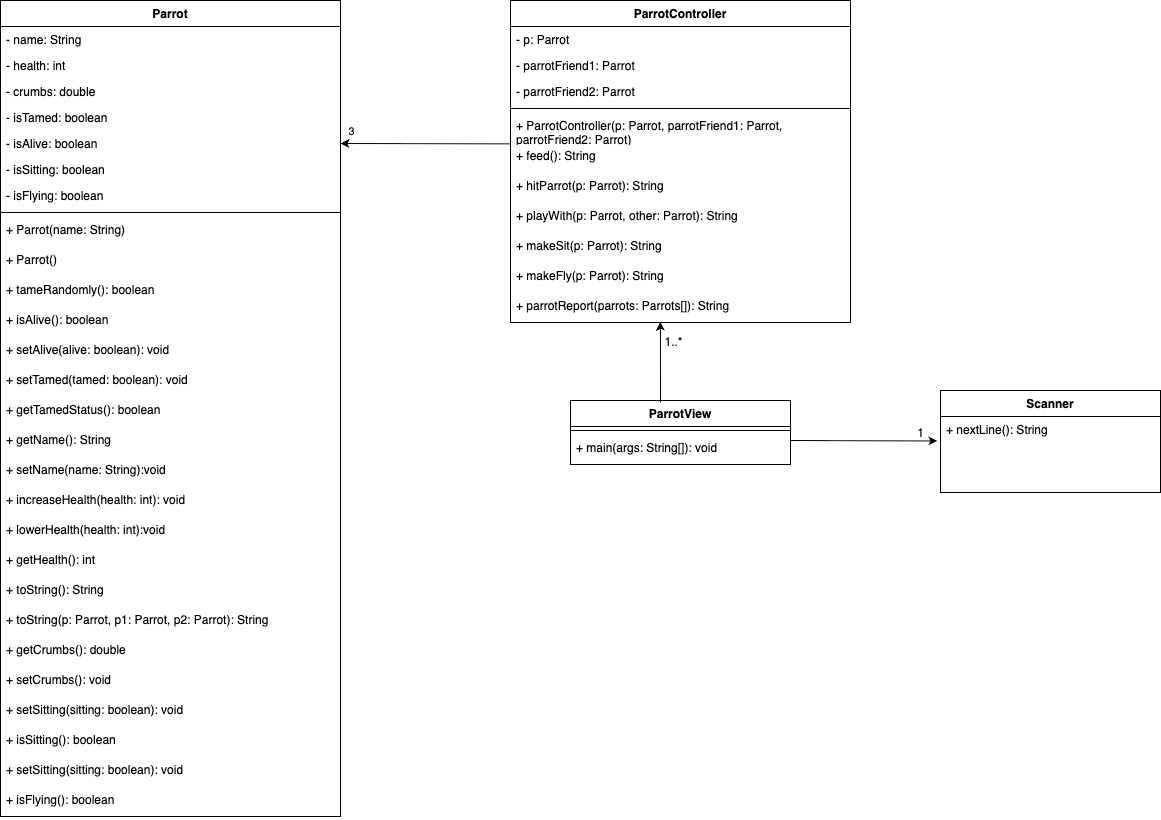 Parrot
- name: String
- health: int
- crumbs: double
- isTamed: boolean
- isAlive: boolean
- isSitting: boolean
- isFlying: boolean
+ Parrot(name: String)
+ Parrot()
+ tameRandomly(): boolean
+ isAlive(): boolean
+ setAlive(alive: boolean): void
+ setTamed(tamed: boolean): void
+ getTamedStatus(): boolean
+ getName(): String
+ setName(name: String):void
+ increaseHealth(health: int): void
+ lowerHealth(health: int):void
+ getHealth(): int
+ toString(): String
+ toString(p: Parrot, p1: Parrot, p2: Parrot): String
+ getCrumbs(): double
+ setCrumbs(): void
+ setSitting(sitting: boolean): void
+ isSitting(): boolean
+ setSitting(sitting: boolean): void
+ isFlying(): boolean
3
ParrotController
- p: Parrot
- parrotFriend1: Parrot
- parrotFriend2: Parrot
+ ParrotController(p: Parrot, parrotFriend1: Parrot,
parrotFriend2: Parrot)
+ feed(): String
+ hitParrot(p: Parrot): String
+ playWith(p: Parrot, other: Parrot): String
+ makeSit(p: Parrot): String
+ makeFly(p: Parrot): String
+ parrotReport(parrots: Parrots[]): String
1..*
ParrotView
+ main(args: String[]): void
1
Scanner
+ nextLine(): String